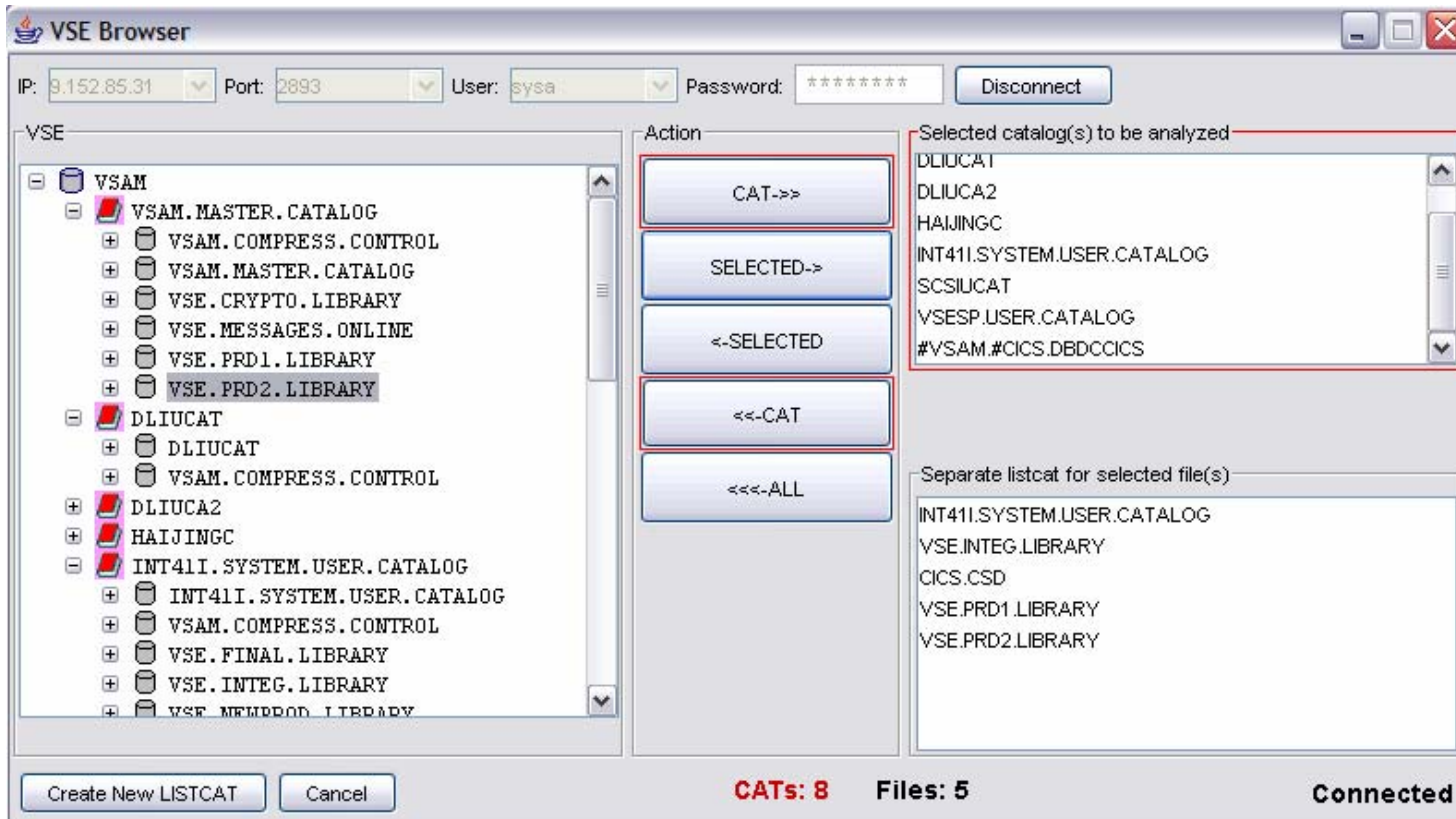 VSE Browser
IP: 9.152.85.31 Port: 2893 User: sysa Password: ******** Disconnect
VSE
VSAM
VSAM.MASTER.CATALOG
VSAM.COMPRESS.CONTROL
VSAM.MASTER.CATALOG
VSE.CRYPTO.LIBRARY
VSE.MESSAGES.ONLINE
VSE.PRD1.LIBRARY
VSE.PRD2.LIBRARY
DLIUCAT
DLIUCAT
VSAM.COMPRESS.CONTROL
DLIUCA2
HAIJINGC
INT41I.SYSTEM.USER.CATALOG
INT41I.SYSTEM.USER.CATALOG
VSAM.COMPRESS.CONTROL
VSE.FINAL.LIBRARY
VSE.INTEG.LIBRARY
VSE.NEWPROD.LIBRARY
Action
CAT->>
SELECTED->
<-SELECTED
<<-CAT
<<<-ALL
Selected catalog(s) to be analyzed
DLIUCAT
DLIUCA2
HAIJINGC
INT41I.SYSTEM.USER.CATALOG
SCSIUCAT
VSESP.USER.CATALOG
#VSAM.#CICS.DBDCCICS
Separate listcat for selected file(s)
INT41I.SYSTEM.USER.CATALOG
VSE.INTEG.LIBRARY
CICS.CSD
VSE.PRD1.LIBRARY
VSE.PRD2.LIBRARY
Create New LISTCAT Cancel CATs: 8 Files: 5 Connected